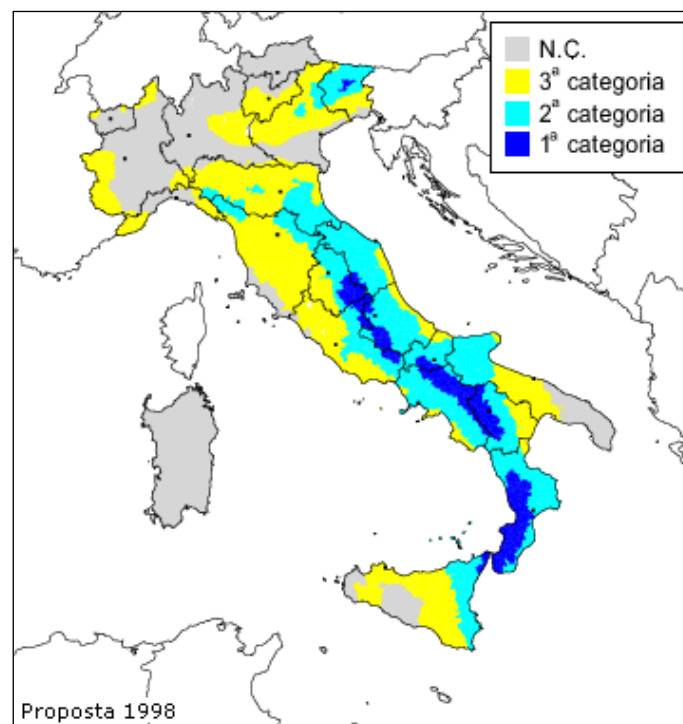 N.C.
3ª categoria
2ª categoria
1ª categoria
Proposta 1998